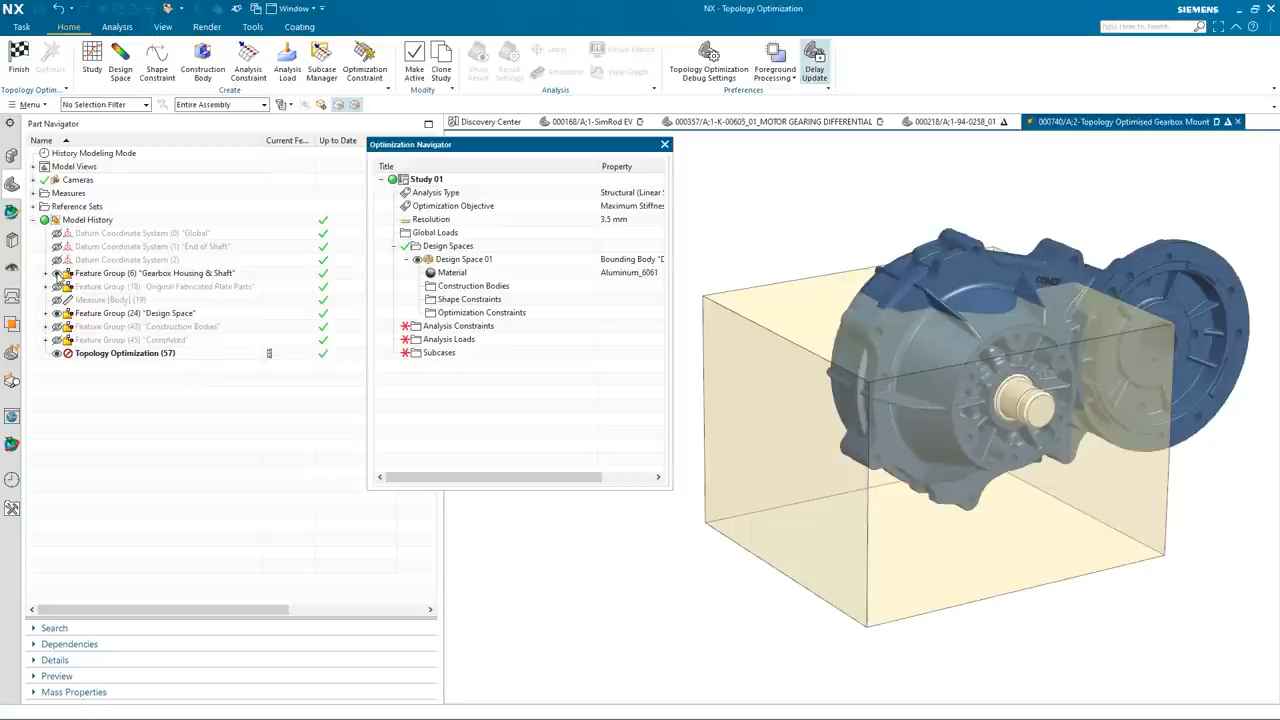 NX
Window
NX - Topology Optimization
SIEMENS
Task
Home
Analysis
View
Render
Tools
Coating
Finish
Optimize
Study
Design Space
Shape Constraint
Construction Body
Analysis Constraint
Analysis Load
Subcase Manager
Optimization Constraint
Make Active
Clone Study
Show Result
Result Settings
Animation
Result Report
View Graph
Topology Optimization Debug Settings
Foreground Processing
Delay Update
Topology Optim...
Create
Modify
Analysis
Preferences
Menu
No Selection Filter
Entire Assembly
Part Navigator
Discovery Center
000168/A;1-SimRod EV
000357/A;1-K-00605_01_MOTOR GEARING DIFFERENTIAL
000218/A;1-94-0258_01
000740/A;2-Topology Optimised Gearbox Mount
Name
Current Fe...
Up to Date
History Modeling Mode
Model Views
Cameras
Measures
Reference Sets
Model History
Datum Coordinate System (0) "Global"
Datum Coordinate System (1) "End of Shaft"
Feature Group (6) "Gearbox Housing & Shaft"
Feature Group (18) "Original Fabricated Plate Parts"
Measure [Body] (19)
Feature Group (24) "Design Space"
Feature Group (43) "Construction Bodies"
Feature Group (45) "Completed"
Topology Optimization (57)
Optimization Navigator
Title
Property
Study 01
Analysis Type
Structural (Linear
Optimization Objective
Maximum Stiffne
Resolution
3.5 mm
Global Loads
Design Spaces
Design Space 01
Bounding Body "D
Material
Aluminum_6061
Construction Bodies
Shape Constraints
Optimization Constraints
Analysis Constraints
Analysis Loads
Subcases
Search
Dependencies
Details
Preview
Mass Properties